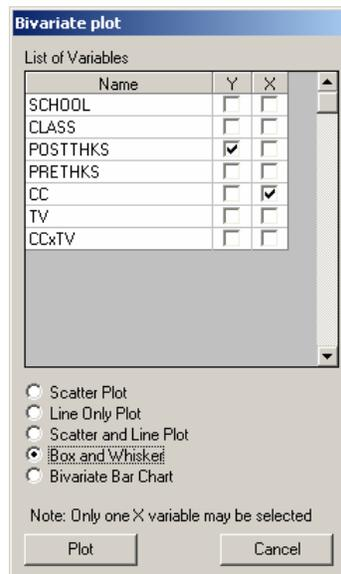 Bivariate plot
List of Variables
Name Y X
SCHOOL
CLASS
POSTTHKS
PRETHKS
CC
TV
CCxTV
Scatter Plot
Line Only Plot
Scatter and Line Plot
Box and Whisker
Bivariate Bar Chart
Note: Only one X variable may be selected
Plot Cancel